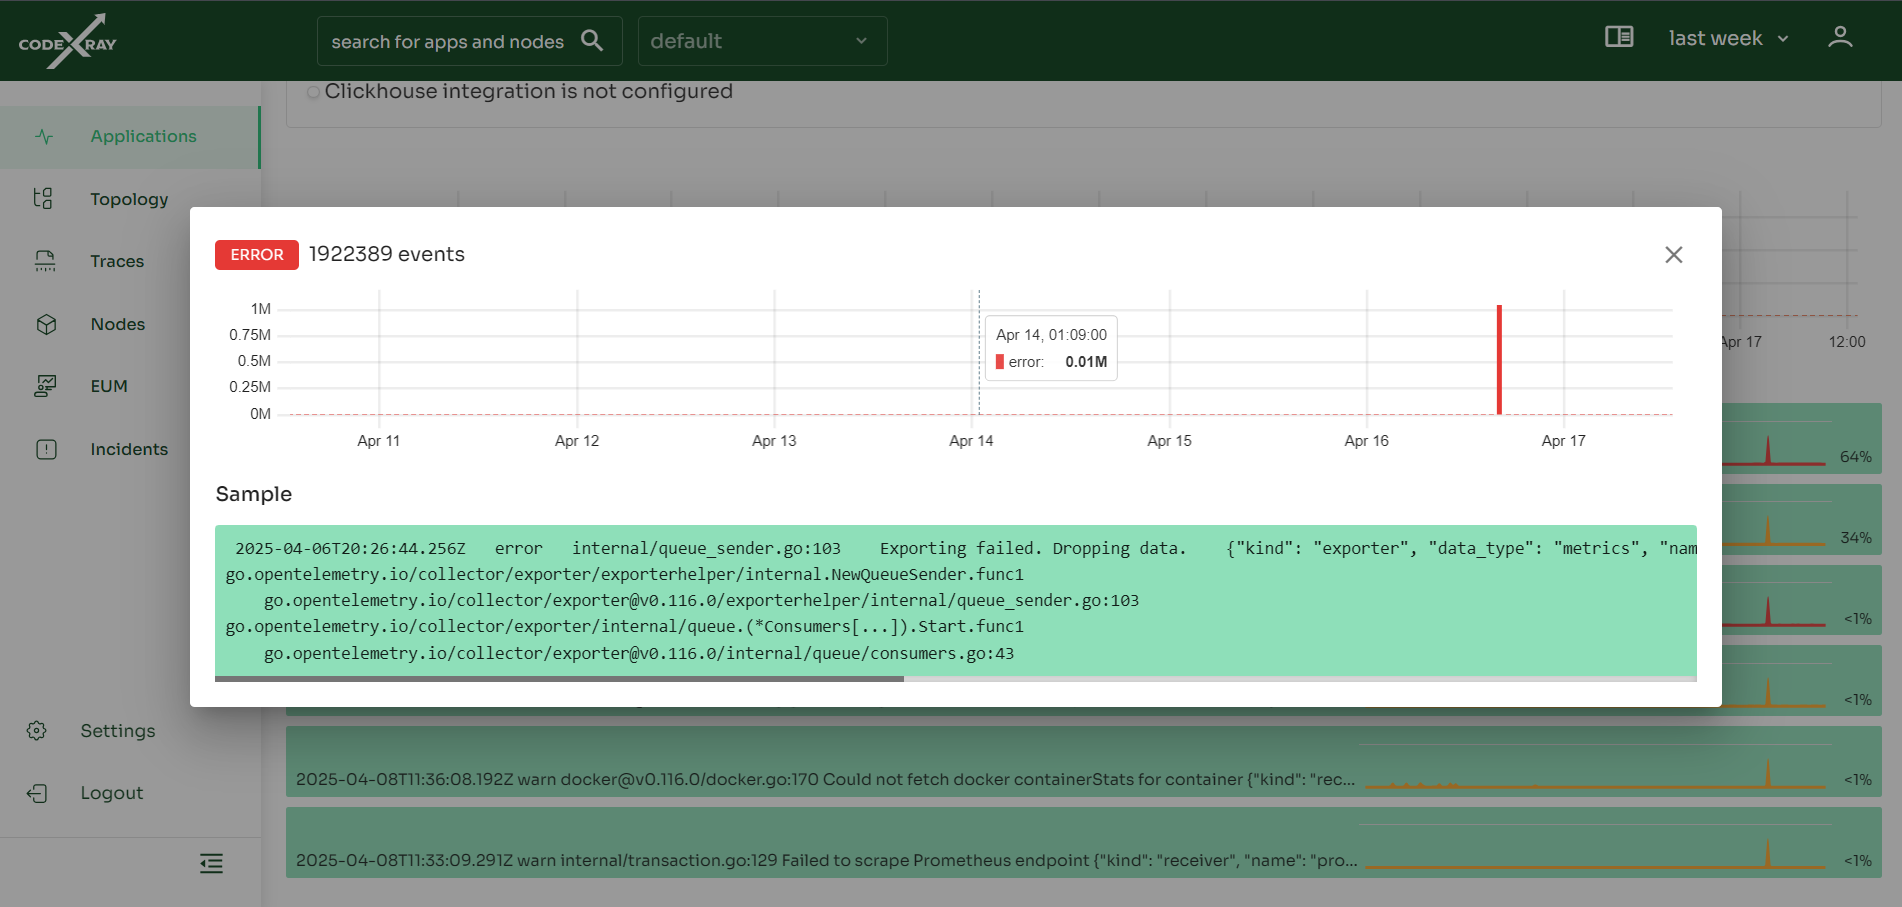 CODE X RAY
search for apps and nodes
default
last week
Clickhouse integration is not configured
Applications
Topology
Traces
Nodes
EUM
Incidents
Settings
Logout
ERROR 1922389 events
1M
0.75M
0.5M
0.25M
0M
Apr 14, 01:09:00
error: 0.01M
Apr 11 Apr 12 Apr 13 Apr 14 Apr 15 Apr 16 Apr 17
Apr 17 12:00
Sample
2025-04-06T20:26:44.256Z error internal/queue_sender.go:103 Exporting failed. Dropping data. {"kind": "exporter", "data_type": "metrics", "nam
go.opentelemetry.io/collector/exporter/exporterhelper/internal.NewQueueSender.func1
go.opentelemetry.io/collector/exporter@v0.116.0/exporterhelper/internal/queue_sender.go:103
go.opentelemetry.io/collector/exporter/internal/queue.(*Consumers[...]).Start.func1
go.opentelemetry.io/collector/exporter@v0.116.0/internal/queue/consumers.go:43
64%
34%
<1%
<1%
2025-04-08T11:36:08.192Z warn docker@v0.116.0/docker.go:170 Could not fetch docker containerStats for container {"kind": "rec... <1%
2025-04-08T11:33:09.291Z warn internal/transaction.go:129 Failed to scrape Prometheus endpoint {"kind": "receiver", "name": "pro... <1%